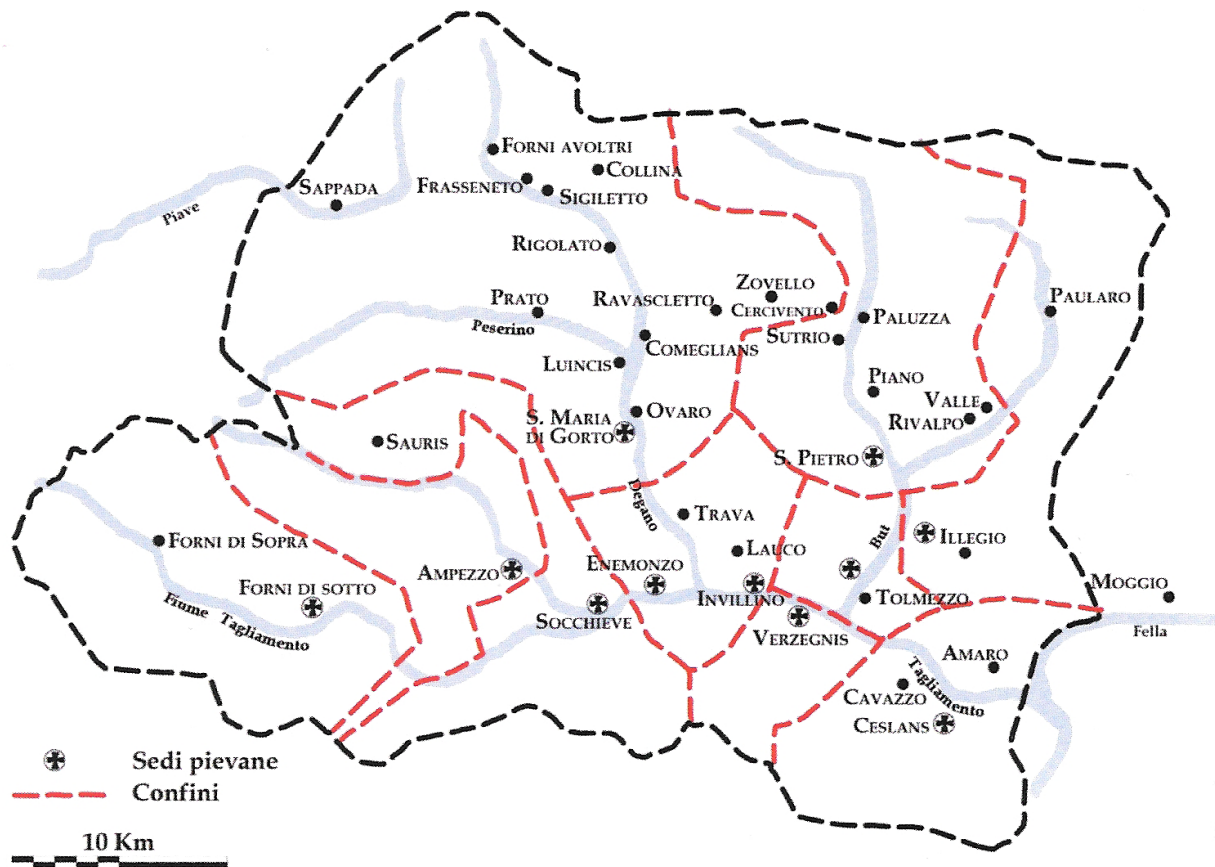 Forni avoltri
Collina
Sappada
Frasseneto
Sigiletto
Piave
Rigolato
Zovello
Prato
Ravascletto
Cercivento
Paularo
Peserino
Paluzza
Comeglians
Sutrio
Luincis
Piano
Valle
Ovaro
Rivalpo
S. Maria
di Gorto
Sauris
S. Pietro
Degano
Trava
But
Illegio
Forni di Sopra
Lauco
Ampezzo
Enemonzo
Moggio
Forni di sotto
Invillino
Tolmezzo
Fiume Tagliamento
Socchieve
Verzegnis
Fella
Amaro
Tagliamento
Cavazzo
Ceslans
Sedi pievane
Confini
10 Km